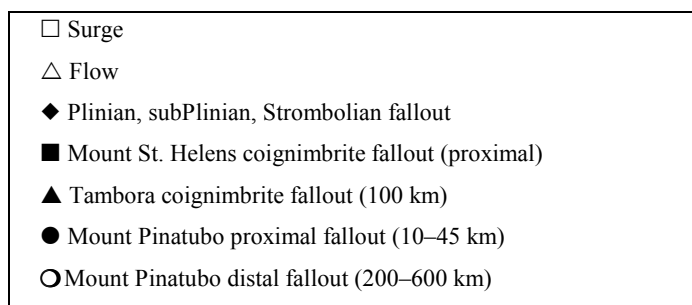 □ Surge
△ Flow
◆ Plinian, subPlinian, Strombolian fallout
■ Mount St. Helens coignimbrite fallout (proximal)
▲ Tambora coignimbrite fallout (100 km)
● Mount Pinatubo proximal fallout (10–45 km)
○ Mount Pinatubo distal fallout (200–600 km)